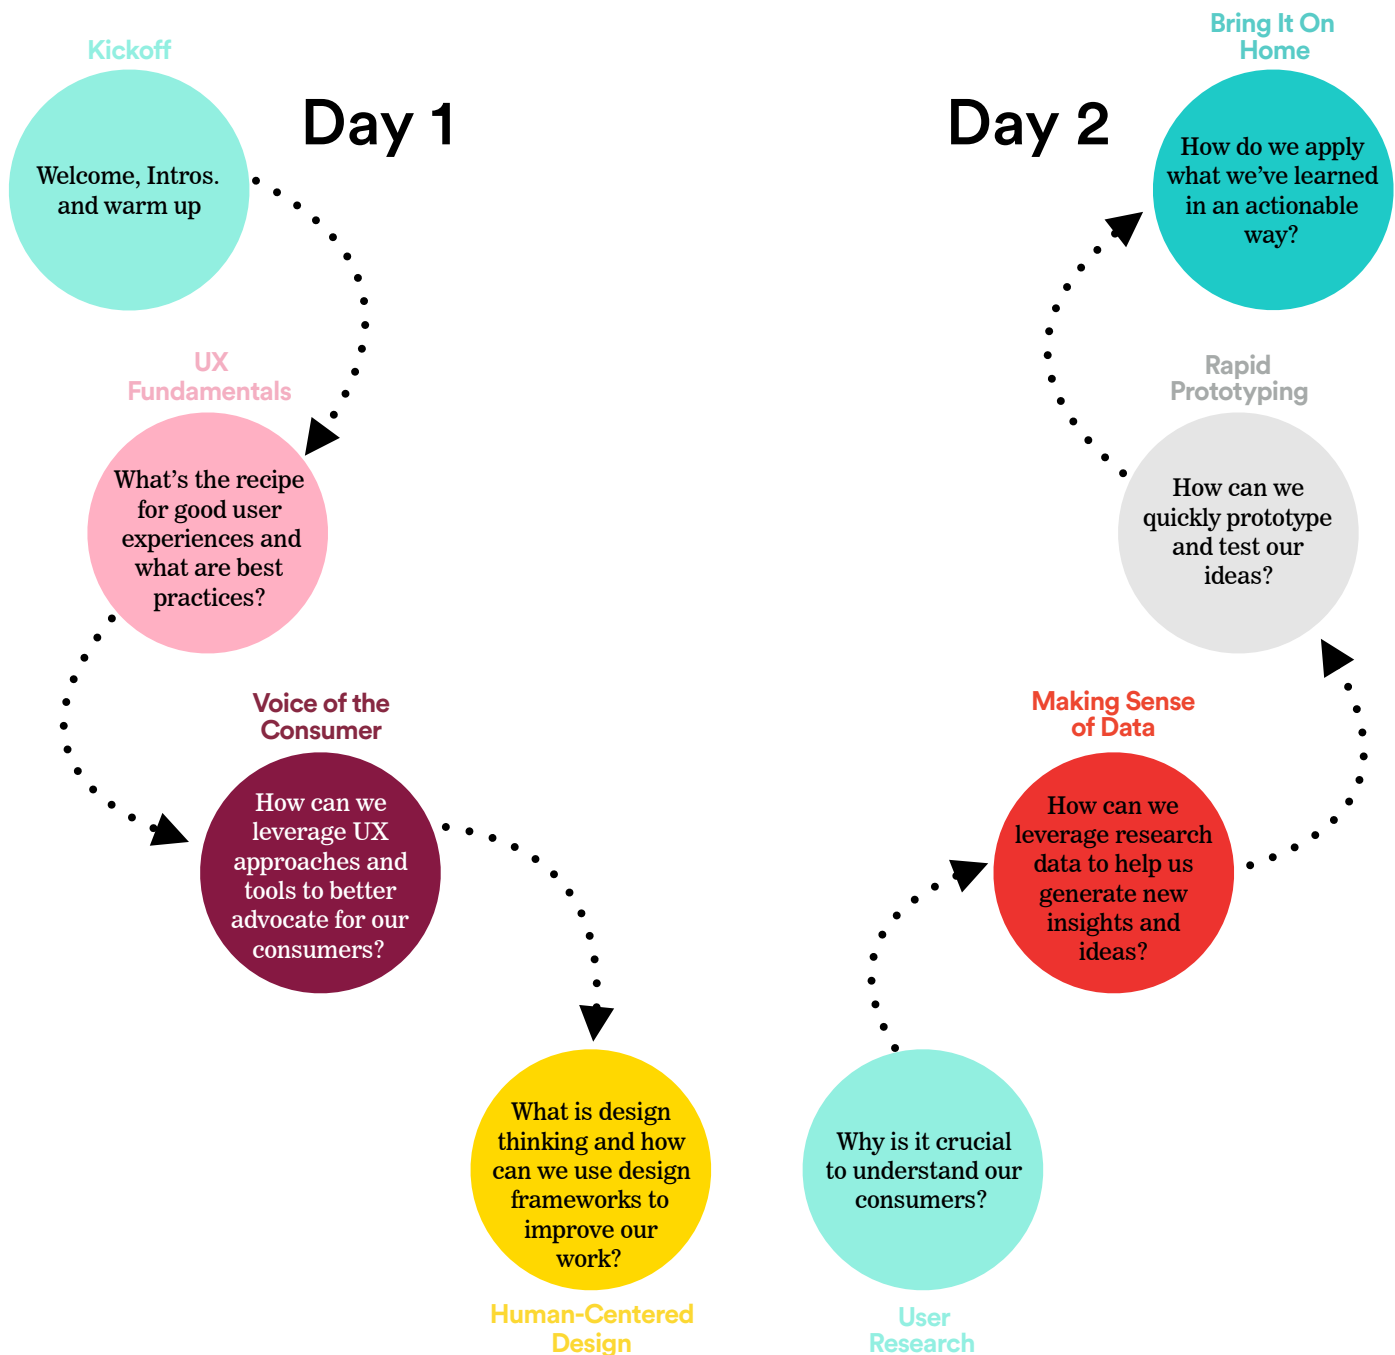 Day 1
Kickoff
Welcome, Intros.
and warm up
UX
Fundamentals
What’s the recipe
for good user
experiences and
what are best
practices?
Voice of the
Consumer
How can we
leverage UX
approaches and
tools to better
advocate for our
consumers?
What is design
thinking and how
can we use design
frameworks to
improve our
work?
Human-Centered
Design
Day 2
Why is it crucial
to understand our
consumers?
User
Research
Making Sense
of Data
How can we
leverage research
data to help us
generate new
insights and
ideas?
Rapid
Prototyping
How can we
quickly prototype
and test our
ideas?
Bring It On
Home
How do we apply
what we’ve learned
in an actionable
way?